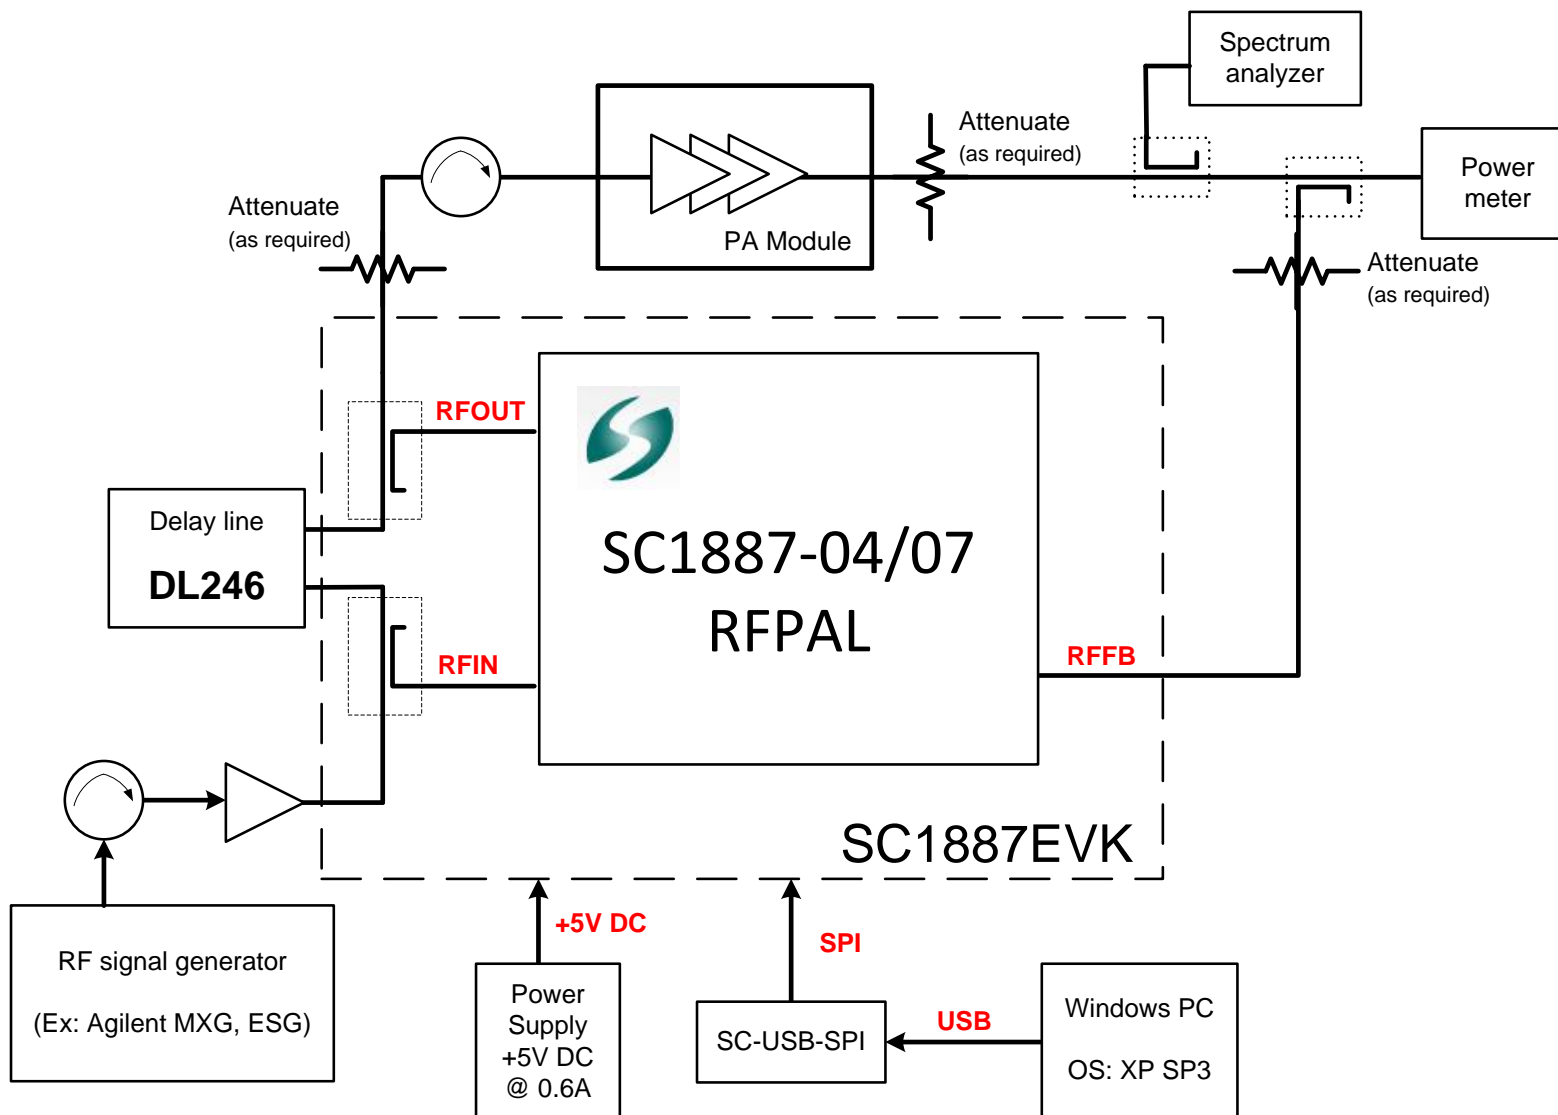 Spectrum
analyzer
Attenuate
(as required)
Power
meter
Attenuate
(as required)
PA Module
Attenuate
(as required)
RFOUT
Delay line
DL246
SC1887-04/07
RFPAL
RFIN
RFFB
SC1887EVK
+5V DC
SPI
RF signal generator
(Ex: Agilent MXG, ESG)
Power
Supply
+5V DC
@ 0.6A
SC-USB-SPI
USB
Windows PC
OS: XP SP3